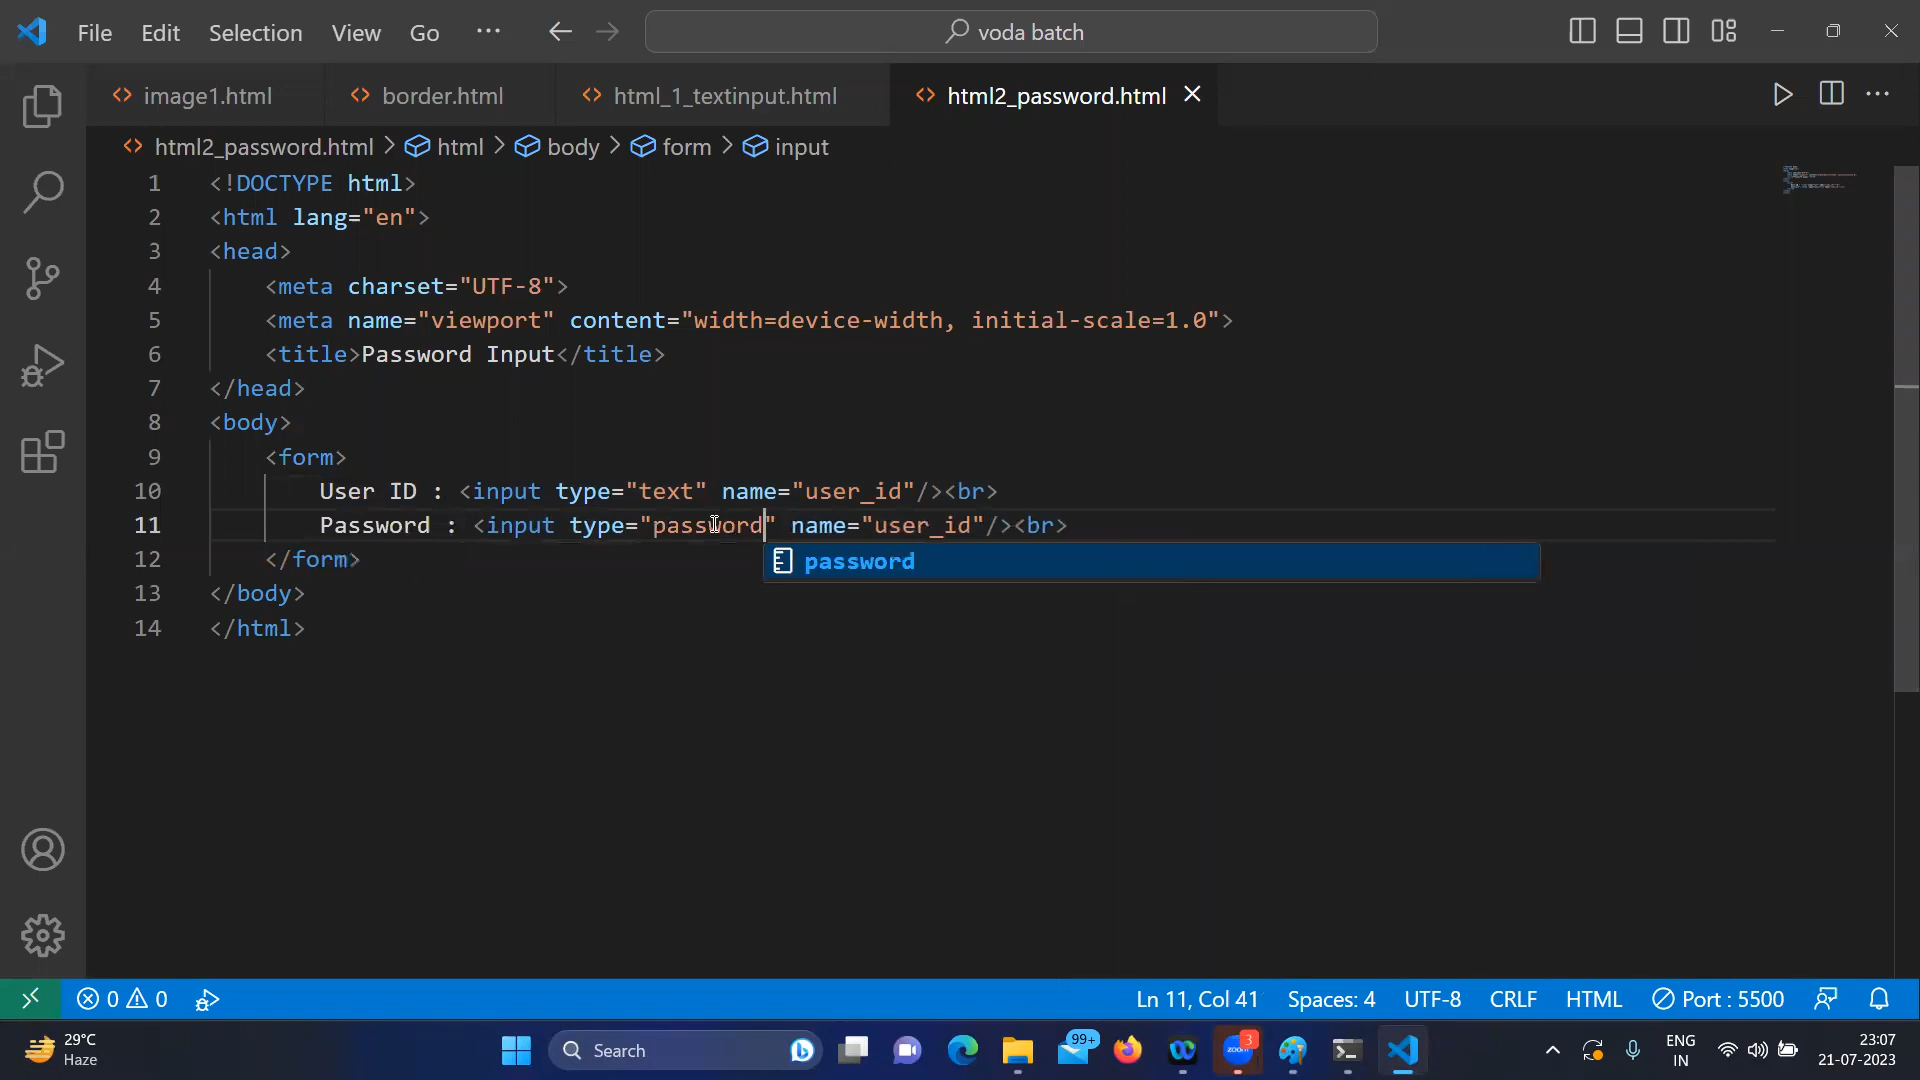 File Edit Selection View Go ··· voda batch
image1.html border.html html_1_textinput.html html2_password.html
html2_password.html > html > body > form > input
1 <!DOCTYPE html>
2 <html lang="en">
3 <head>
4 <meta charset="UTF-8">
5 <meta name="viewport" content="width=device-width, initial-scale=1.0">
6 <title>Password Input</title>
7 </head>
8 <body>
9 <form>
10 User ID : <input type="text" name="user_id"/><br>
11 Password : <input type="password" name="user_id"/><br>
password
12 </form>
13 </body>
14 </html>
0 0 Ln 11, Col 41 Spaces: 4 UTF-8 CRLF HTML Port : 5500
29°C
Haze
Search
99+
zoom
3
ENG
IN
23:07
21-07-2023